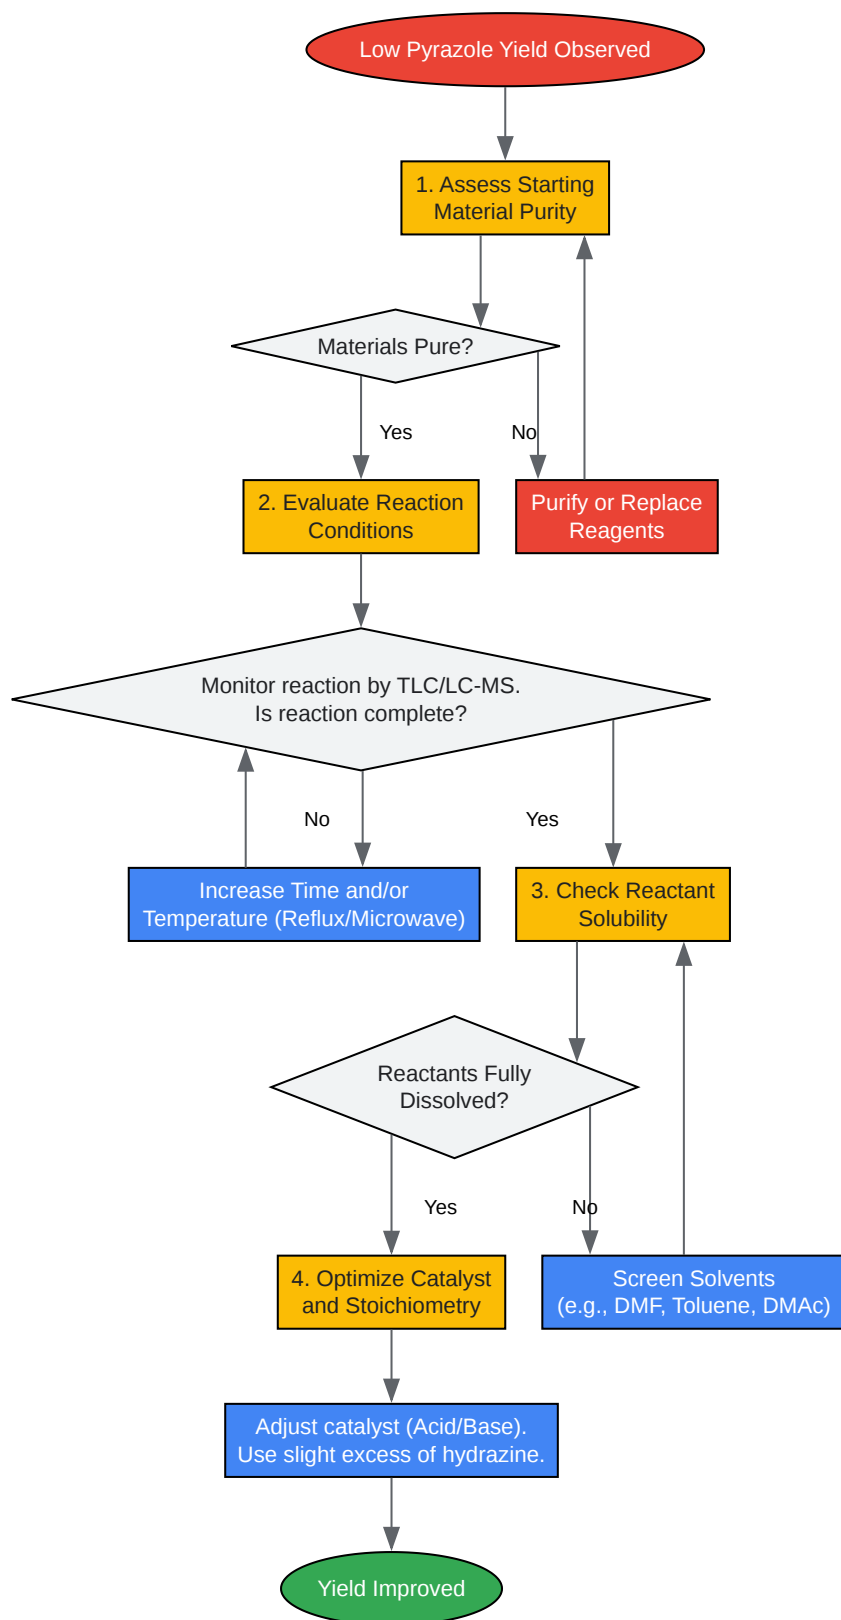 Low Pyrazole Yield Observed
1. Assess Starting
Material Purity
Materials Pure?
Yes
No
2. Evaluate Reaction
Conditions
Purify or Replace
Reagents
Monitor reaction by TLC/LC-MS.
Is reaction complete?
No
Yes
Increase Time and/or
Temperature (Reflux/Microwave)
3. Check Reactant
Solubility
Reactants Fully
Dissolved?
Yes
No
4. Optimize Catalyst
and Stoichiometry
Screen Solvents
(e.g., DMF, Toluene, DMAc)
Adjust catalyst (Acid/Base).
Use slight excess of hydrazine.
Yield Improved